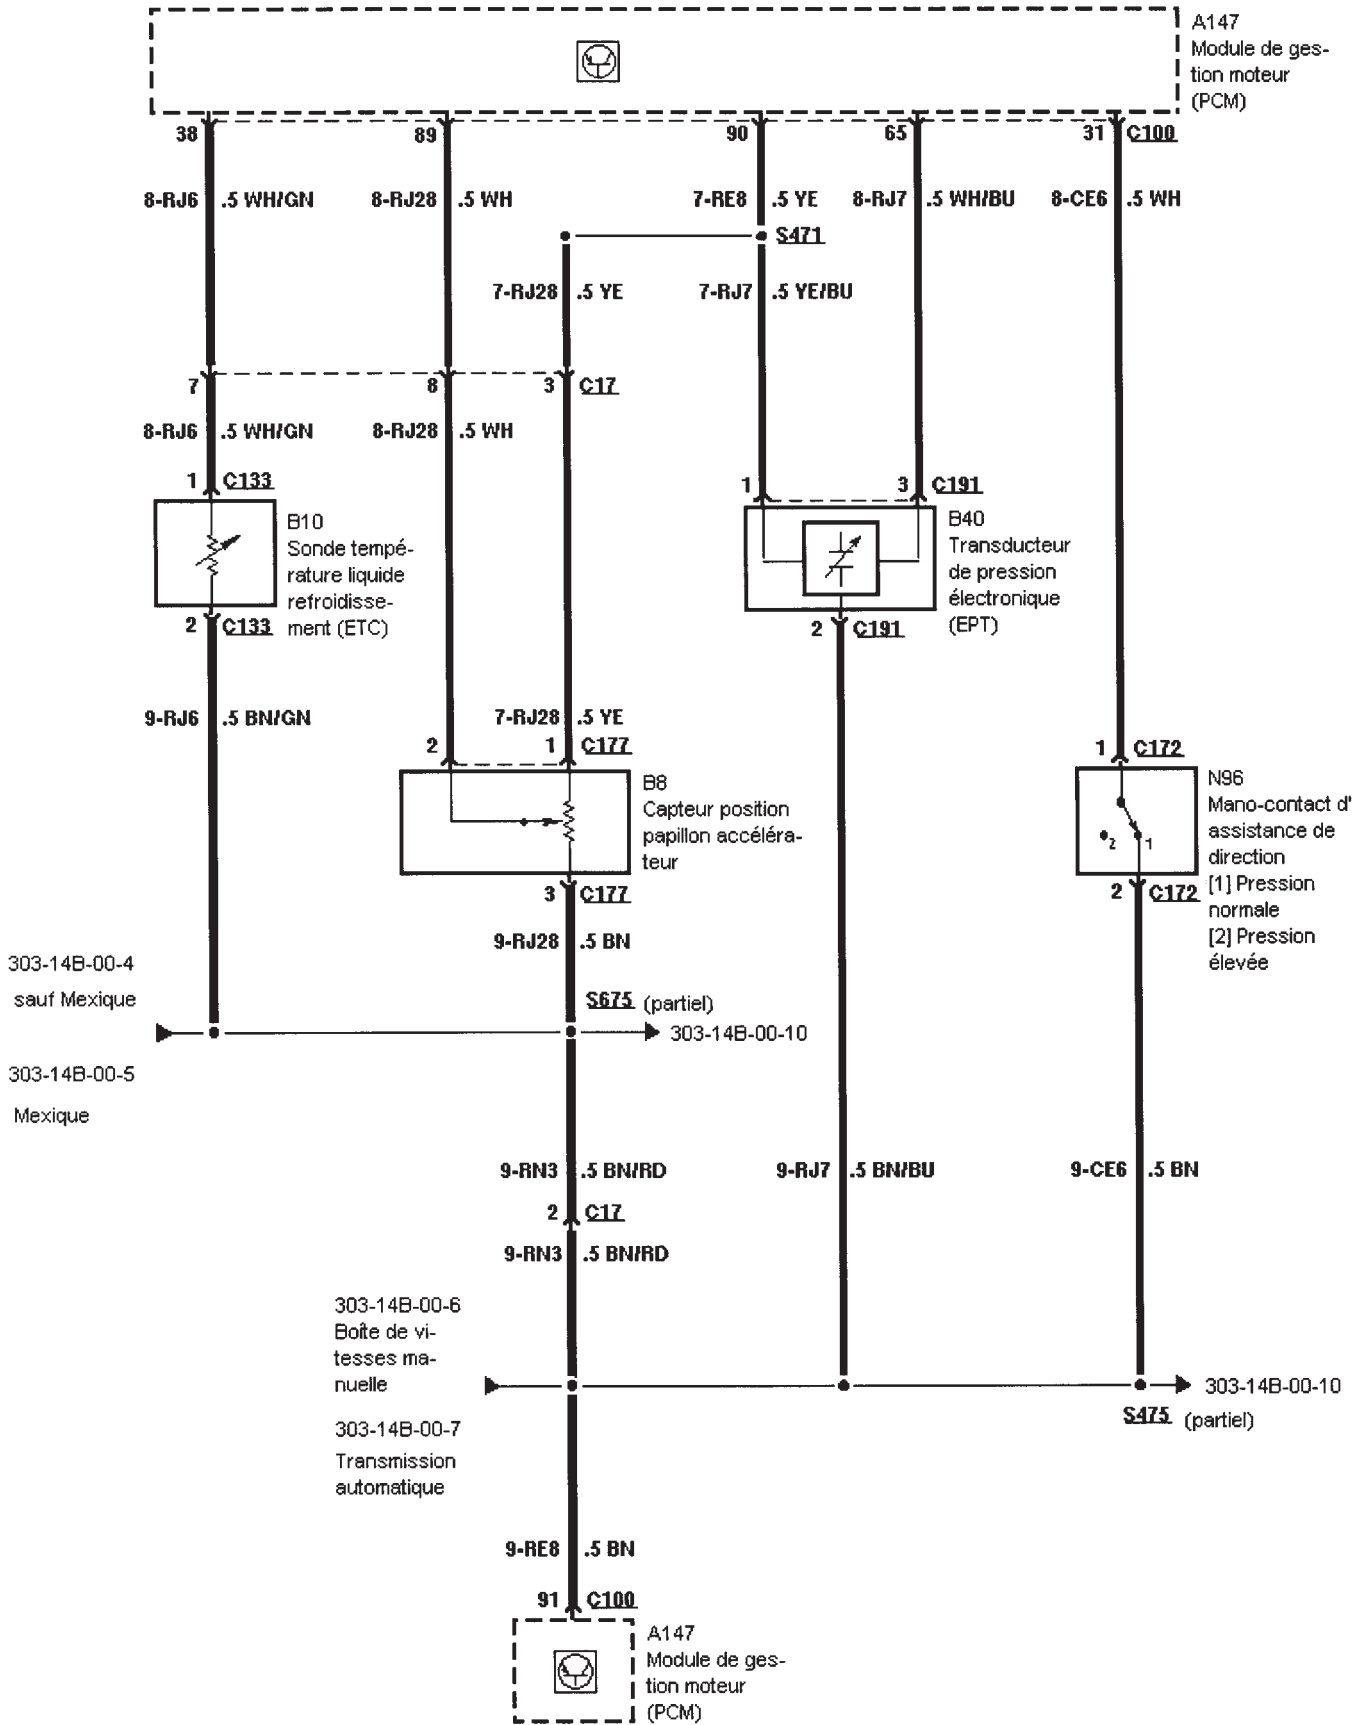 A147
Module de ges-
tion moteur
(PCM)
38
89
90
65
31
C100
8-RJ6
.5 WH/GN
8-RJ28
.5 WH
7-RE8
.5 YE
8-RJ7
.5 WH/BU
8-CE6
.5 WH
S471
7-RJ28
.5 YE
7-RJ7
.5 YE/BU
7
8
3
C17
8-RJ6
.5 WH/GN
8-RJ28
.5 WH
1
C133
1
3
C191
B10
Sonde tempé-
rature liquide
refroidisse-
ment (ETC)
B40
Transducteur
de pression
électronique
(EPT)
2
C133
2
C191
9-RJ6
.5 BN/GN
7-RJ28
.5 YE
2
1
C177
1
C172
B8
Capteur position
papillon accéléra-
teur
N96
Mano-contact d'
assistance de
direction
[1] Pression
normale
[2] Pression
élevée
2
1
3
C177
2
C172
9-RJ28
.5 BN
303-14B-00-4
sauf Mexique
S675
(partiel)
303-14B-00-10
303-14B-00-5
Mexique
9-RN3
.5 BN/RD
9-RJ7
.5 BN/BU
9-CE6
.5 BN
2
C17
9-RN3
.5 BN/RD
303-14B-00-6
Boîte de vi-
tesses ma-
nuelle
303-14B-00-10
S475
(partiel)
303-14B-00-7
Transmission
automatique
9-RE8
.5 BN
91
C100
A147
Module de ges-
tion moteur
(PCM)